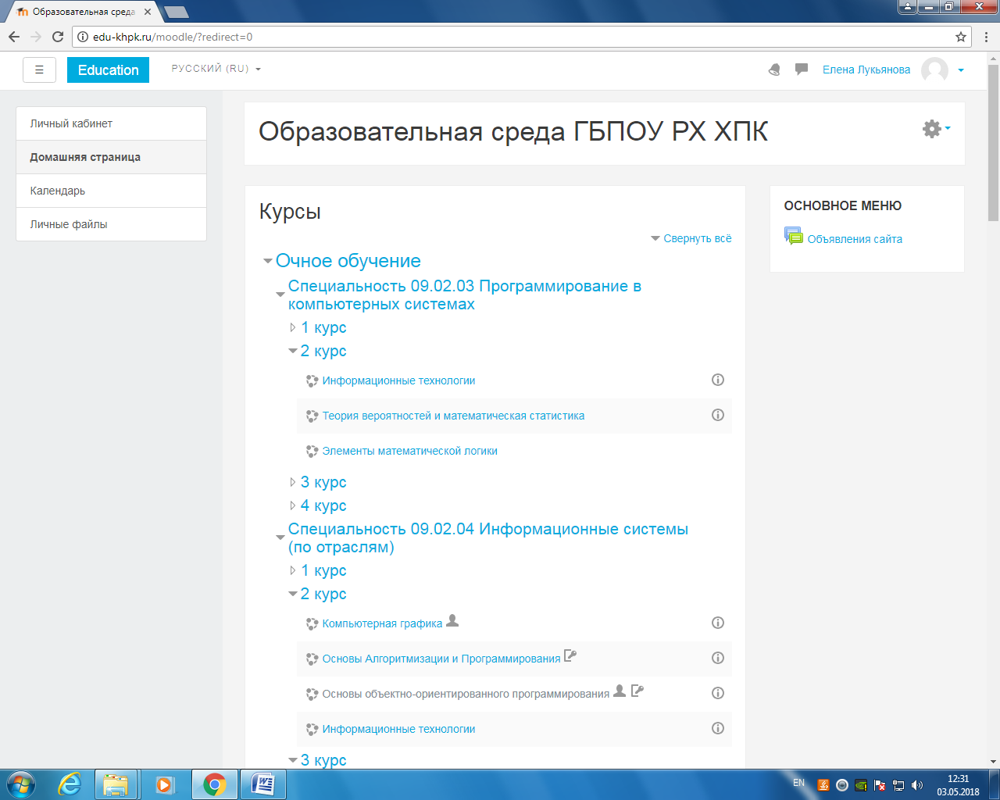 Образовательная среда
edu-khpk.ru/moodle/?redirect=0
Education
РУССКИЙ (RU)
Елена Лукьянова
Личный кабинет
Домашняя страница
Календарь
Личные файлы
Образовательная среда ГБПОУ РХ ХПК
Курсы
Свернуть всё
Очное обучение
Специальность 09.02.03 Программирование в
компьютерных системах
1 курс
2 курс
Информационные технологии
Теория вероятностей и математическая статистика
Элементы математической логики
3 курс
4 курс
Специальность 09.02.04 Информационные системы
(по отраслям)
1 курс
2 курс
Компьютерная графика
Основы Алгоритмизации и Программирования
Основы объектно-ориентированного программирования
Информационные технологии
3 курс
ОСНОВНОЕ МЕНЮ
Объявления сайта
EN
12:31
03.05.2018